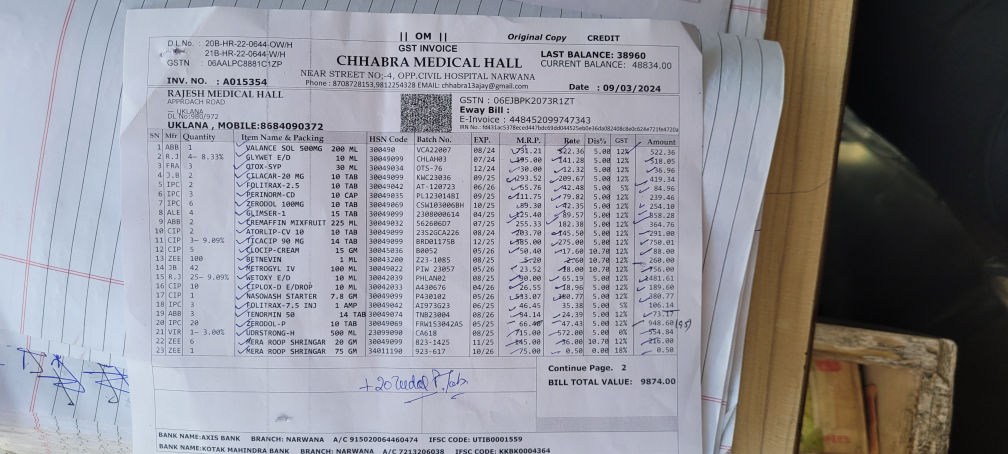 || OM || Original Copy CREDIT
D.L.No. : 20B-HR-22-0644-OW/H
21B-HR-22-0644-W/H
GSTN : 06AALPC8881C1ZP
GST INVOICE
CHHABRA MEDICAL HALL
LAST BALANCE: 38960
CURRENT BALANCE: 48834.00
NEAR STREET NO;-4, OPP.CIVIL HOSPITAL NARWANA
INV. NO. : A015354
Phone : 8708728153,9812254328 EMAIL: chhabra13ajay@gmail.com
Date : 09/03/2024
RAJESH MEDICAL HALL
APPROACH ROAD
UKLANA
DL No:980/972
UKLANA , MOBILE:8684090372
GSTN : 06EJBPK2073R1ZT
Eway Bill :
E-Invoice : 448452099747343
SN Mfr Quantity Item Name & Packing HSN Code Batch No. EXP. M.R.P. Rate Dis% GST Amount
1 ABB 1 VALANCE SOL 500MG 200 ML 300490 VCA22007 08/24 731.21 522.36 5.00 12% 522.36
2 R.J 4- 8.33% GLYWET E/D 10 ML 30049099 CHLAH03 07/24 195.00 141.28 5.00 12% 518.05
3 FRA 3 OTOX-SYP 30 ML 30049034 OTS-76 12/24 30.00 12.32 5.00 12% 36.96
4 J.B 2 CILACAR-20 MG 10 TAB 30049099 KWC23036 09/25 293.52 209.67 5.00 12% 419.34
5 IPC 2 FOLITRAX-2.5 10 TAB 30049042 AT-120723 06/26 55.76 42.48 5.00 5% 84.96
6 IPC 3 PERINORM-CD 10 CAP 30049035 PL123014BI 09/25 111.75 79.82 5.00 12% 239.46
7 IPC 6 ZERODOL 100MG 10 TAB 30049069 10/25 89.30 42.35 5.00 12% 254.10
8 ALE 4 GLIMSER-1 15 TAB 30049099 2308000614 04/25 125.40 89.57 5.00 12% 358.28
9 ABB 2 CREMAFFIN MIXFRUIT 225 ML 30049032 56260607 07/25 255.33 182.38 5.00 12% 364.76
10 CIP 2 ATORLIP-CV 10 10 TAB 30049099 23S2GCA226 08/24 203.70 145.50 5.00 12% 291.00
11 CIP 3- 9.09% TICACIP 90 MG 14 TAB 30049099 BRD01175B 12/25 385.00 275.00 5.00 12% 750.01
12 CIP 5 CLOCIP-CREAM 15 GM 30045036 B0052 05/26 50.40 17.60 10.70 12% 88.00
13 ZEE 100 BETNEVIN 1 ML 30043200 Z23-1085 08/25 5.20 2.60 10.70 12% 260.00
14 JB 42 METROGYL IV 100 ML 30049022 PIW 23057 10/26 23.52 18.00 10.70 12% 756.00
15 R.J 25- 9.09% WETOXY E/D 10 ML 30042039 PHLAN02 08/25 90.00 65.19 5.00 12% 1481.61
16 CIP 10 CIPLOX-D E/DROP 10 ML 30042033 A430676 04/26 26.55 18.96 5.00 12% 189.60
17 CIP 1 NASOWASH STARTER 7.8 GM 30049099 P430102 05/26 533.07 380.77 5.00 12% 380.77
18 IPC 3 FOLITRAX-7.5 INJ 1 AMP 30049042 AI973G23 06/25 46.45 35.38 5.00 5% 106.14
19 ABB 3 TENORMIN 50 14 TAB 30049074 TNB23004 08/26 34.14 24.39 5.00 12% 73.17
20 IPC 20 ZERODOL-P 10 TAB 30049069 FRW153042AS 09/25 66.40 47.43 5.00 12% 948.60
21 VIR 1- 3.00% UDRSTRONG-H 500 ML 23099090 CA618 05/25 715.00 572.00 5.00 0% 554.84
22 ZEE 6 MERA ROOP SHRINGAR 20 GM 30049099 823-1425 11/25 145.00 36.00 10.70 12% 216.00
23 ZEE 1 MERA ROOP SHRINGAR 75 GM 34011190 923-617 10/26 75.00 0.50 0.00 18% 0.50
Continue Page. 2
BILL TOTAL VALUE: 9874.00
BANK NAME:AXIS BANK BRANCH: NARWANA A/C 915020064460474 IFSC CODE: UTIB0001559
BANK NAME:KOTAK MAHINDRA BANK BRANCH: NARWANA A/C 7213206038 IFSC CODE: KKBK0004364